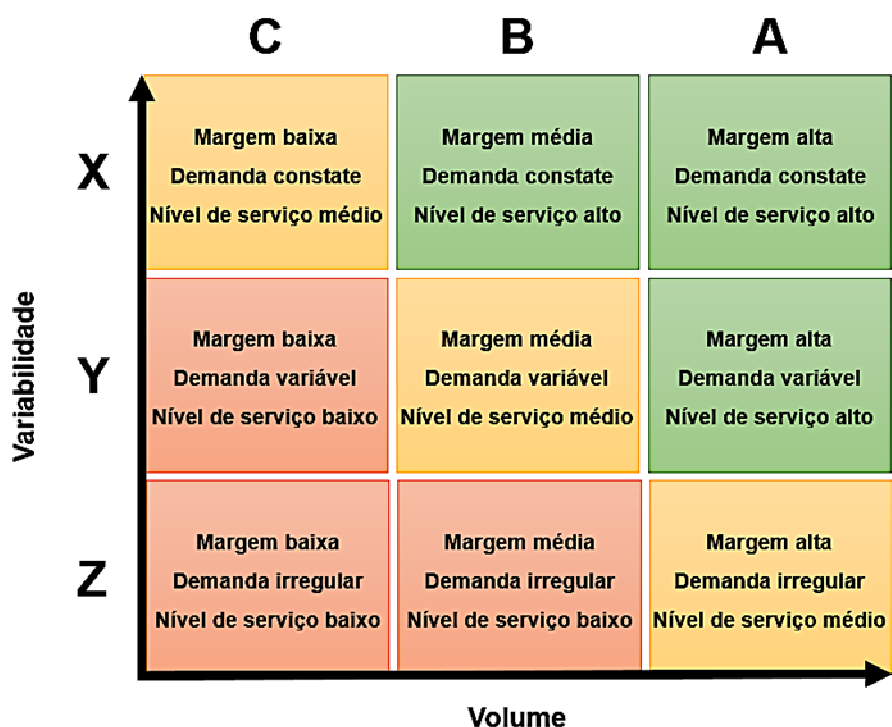 C
B
A
X
Margem baixa
Demanda constate
Nível de serviço médio
Margem média
Demanda constate
Nível de serviço alto
Margem alta
Demanda constate
Nível de serviço alto
Y
Margem baixa
Demanda variável
Nível de serviço baixo
Margem média
Demanda variável
Nível de serviço médio
Margem alta
Demanda variável
Nível de serviço alto
Z
Margem baixa
Demanda irregular
Nível de serviço baixo
Margem média
Demanda irregular
Nível de serviço baixo
Margem alta
Demanda irregular
Nível de serviço médio
Variabilidade
Volume